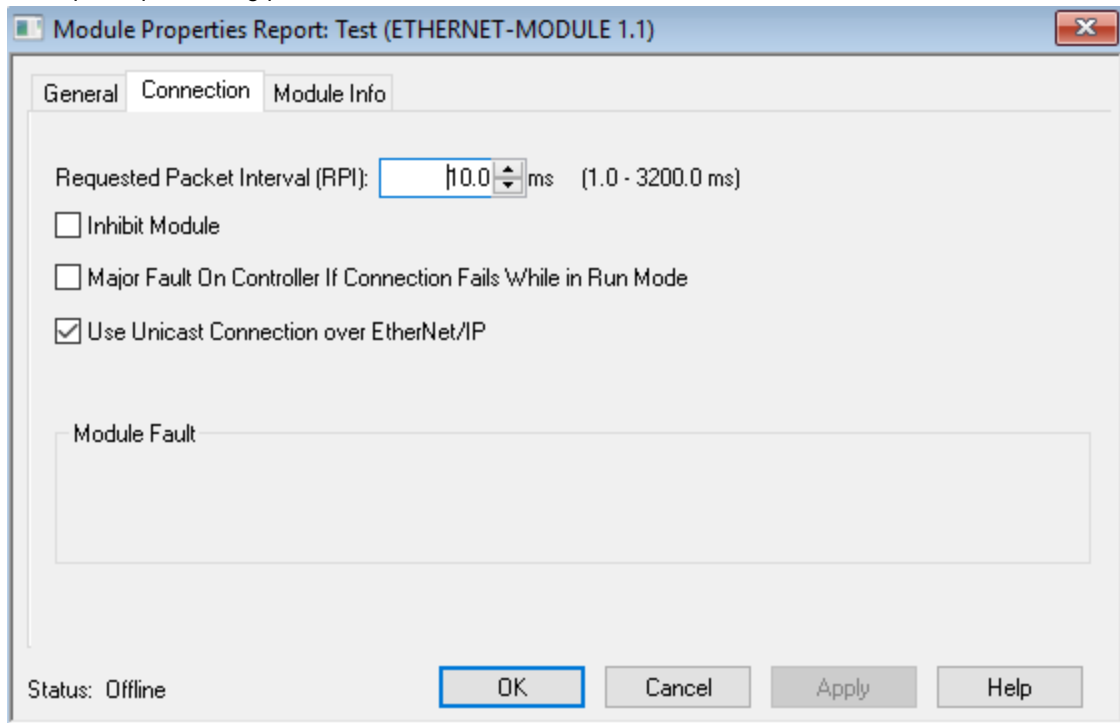 Module Properties Report: Test (ETHERNET-MODULE 1.1)
General Connection Module Info
Requested Packet Interval (RPI): 10.0 ms (1.0 - 3200.0 ms)
Inhibit Module
Major Fault On Controller If Connection Fails While in Run Mode
Use Unicast Connection over EtherNet/IP
Module Fault
Status: Offline OK Cancel Apply Help